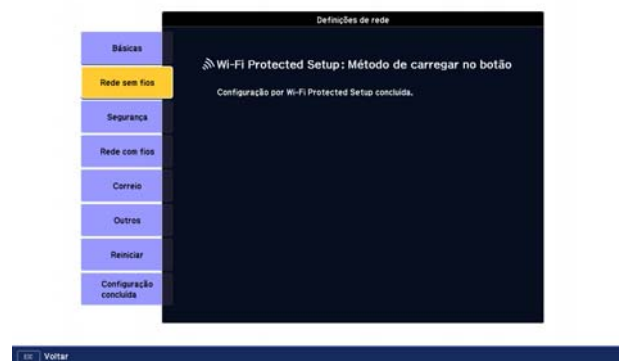 Definições de rede
Básicas
Rede sem fios
Segurança
Rede com fios
Correio
Outros
Reiniciar
Configuração
concluída
Wi-Fi Protected Setup: Método de carregar no botão
Configuração por Wi-Fi Protected Setup concluída.
Voltar